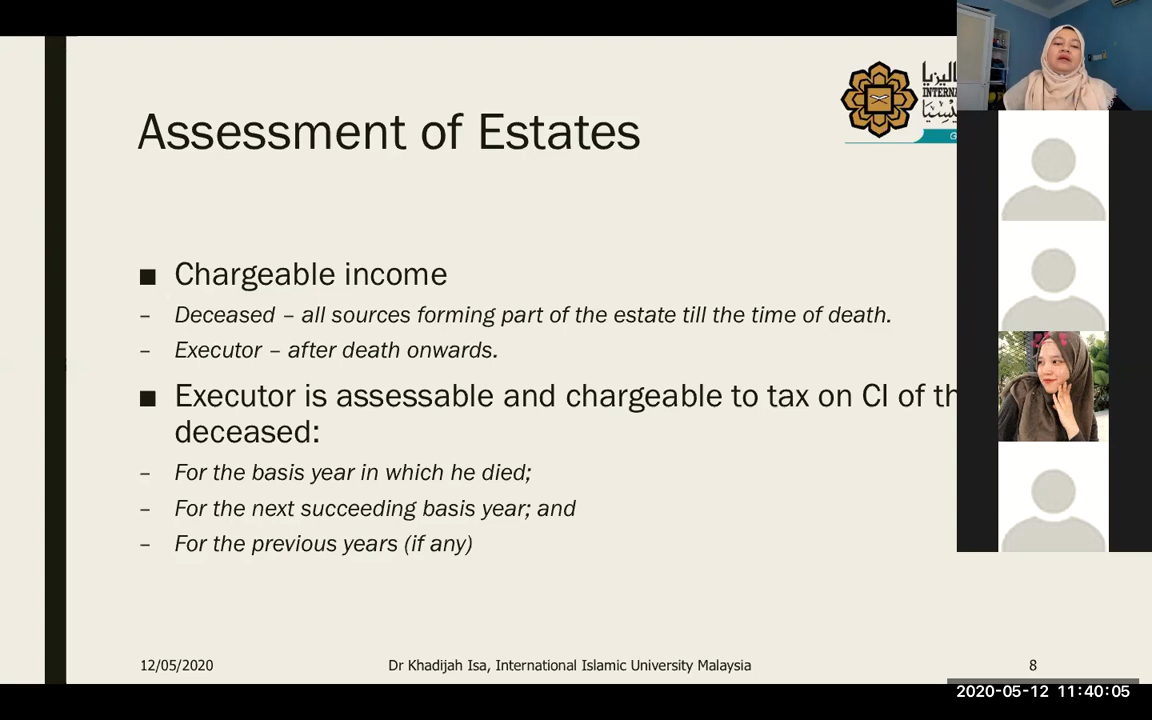 Assessment of Estates
INTERNA
■ Chargeable income
– Deceased – all sources forming part of the estate till the time of death.
– Executor – after death onwards.
■ Executor is assessable and chargeable to tax on CI of th
deceased:
– For the basis year in which he died;
– For the next succeeding basis year; and
– For the previous years (if any)
12/05/2020 Dr Khadijah Isa, International Islamic University Malaysia 8
2020-05-12 11:40:05